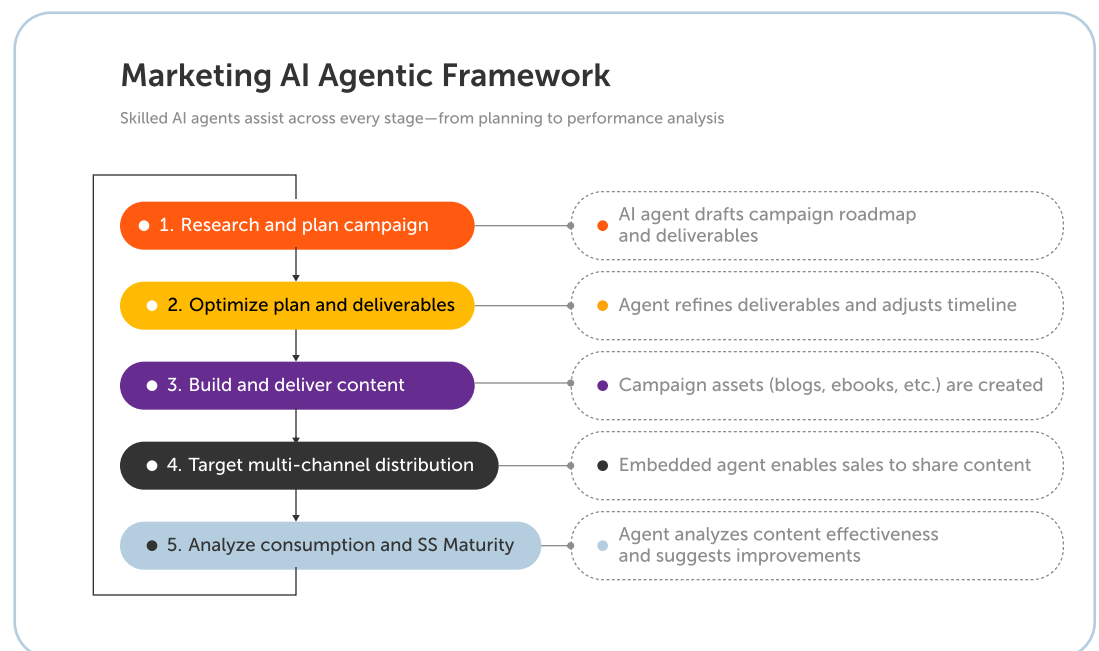 Marketing AI Agentic Framework
Skilled AI agents assist across every stage—from planning to performance analysis
1. Research and plan campaign
AI agent drafts campaign roadmap
and deliverables
2. Optimize plan and deliverables
Agent refines deliverables and adjusts timeline
3. Build and deliver content
Campaign assets (blogs, ebooks, etc.) are created
4. Target multi-channel distribution
Embedded agent enables sales to share content
5. Analyze consumption and SS Maturity
Agent analyzes content effectiveness
and suggests improvements